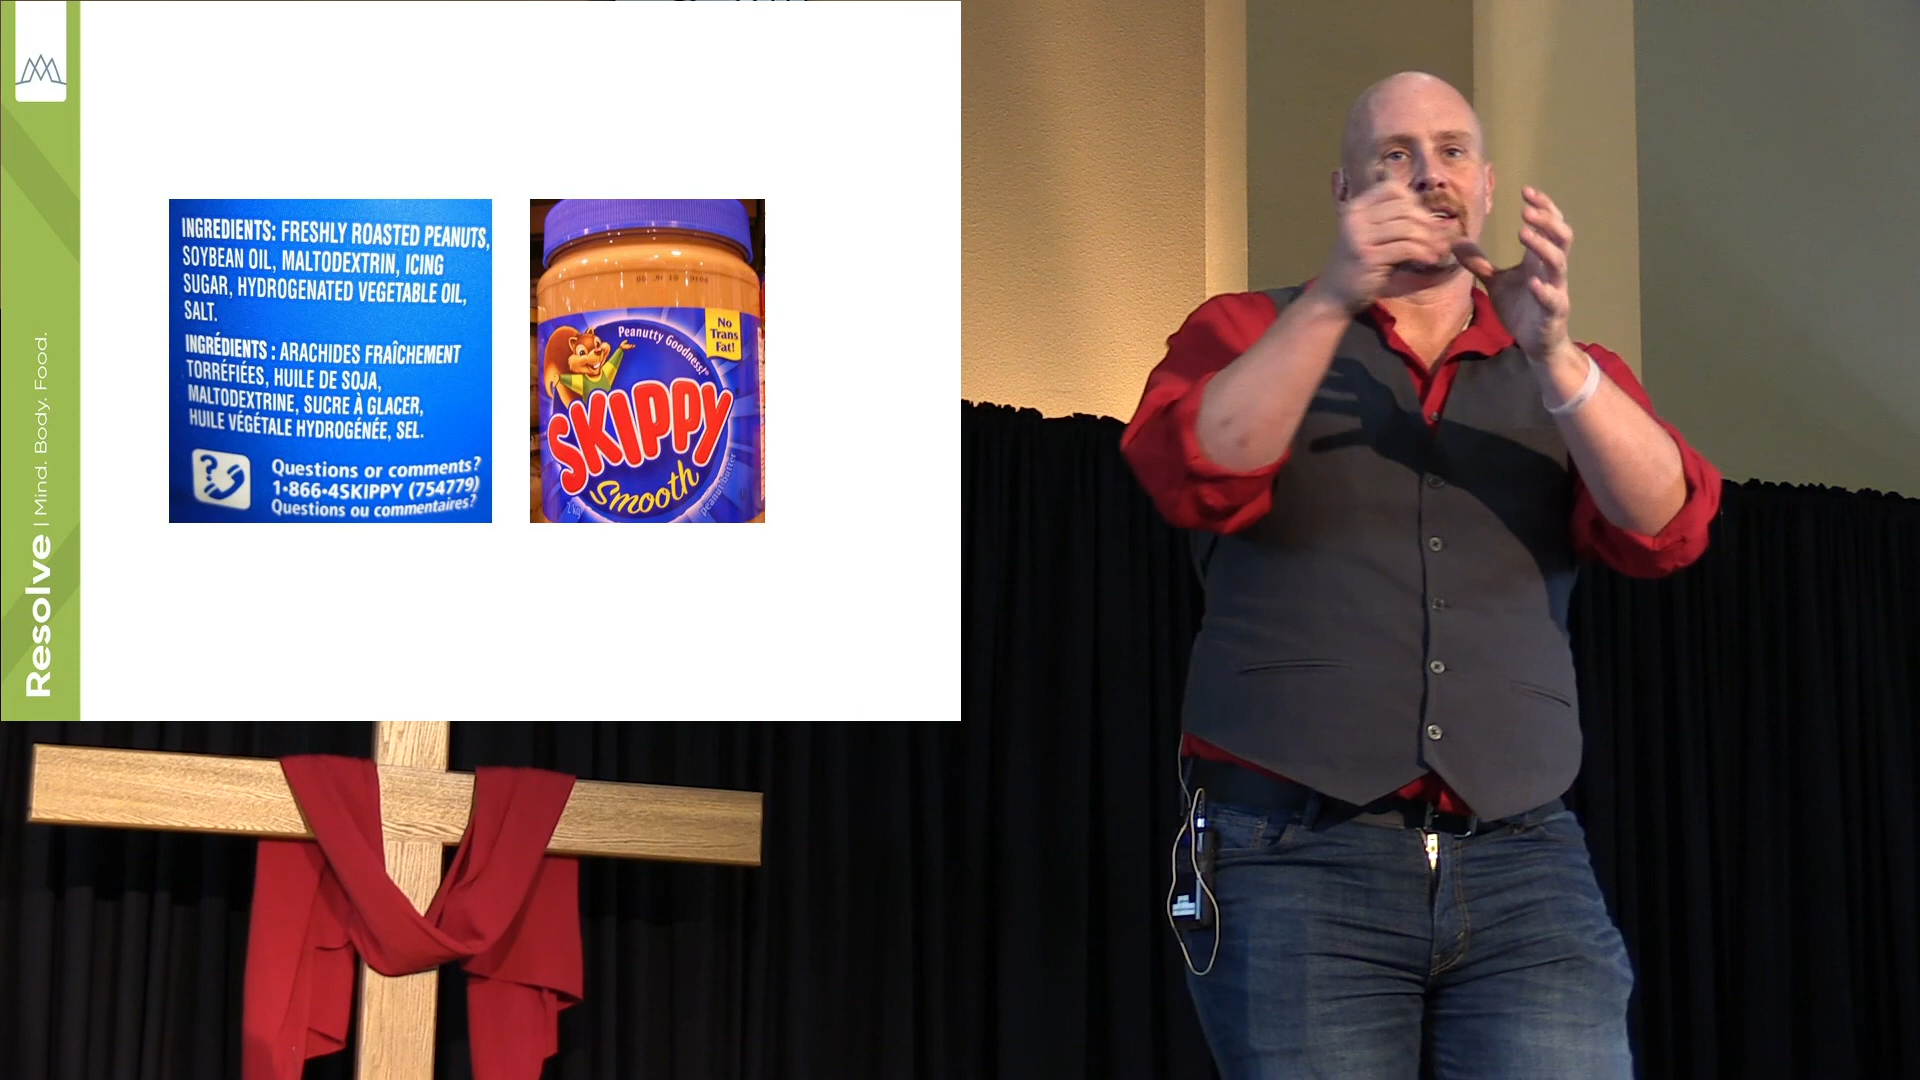 Resolve | Mind. Body. Food.
INGREDIENTS: FRESHLY ROASTED PEANUTS,
SOYBEAN OIL, MALTODEXTRIN, ICING
SUGAR, HYDROGENATED VEGETABLE OIL,
SALT.
INGRÉDIENTS : ARACHIDES FRAÎCHEMENT
TORRÉFIÉES, HUILE DE SOJA,
MALTODEXTRINE, SUCRE À GLACER,
HUILE VÉGÉTALE HYDROGÉNÉE, SEL.
Questions or comments?
1-866-4SKIPPY (754779)
Questions ou commentaires?
No
Trans
Fat!
Peanutty Goodness!
SKIPPY
Smooth
peanut butter